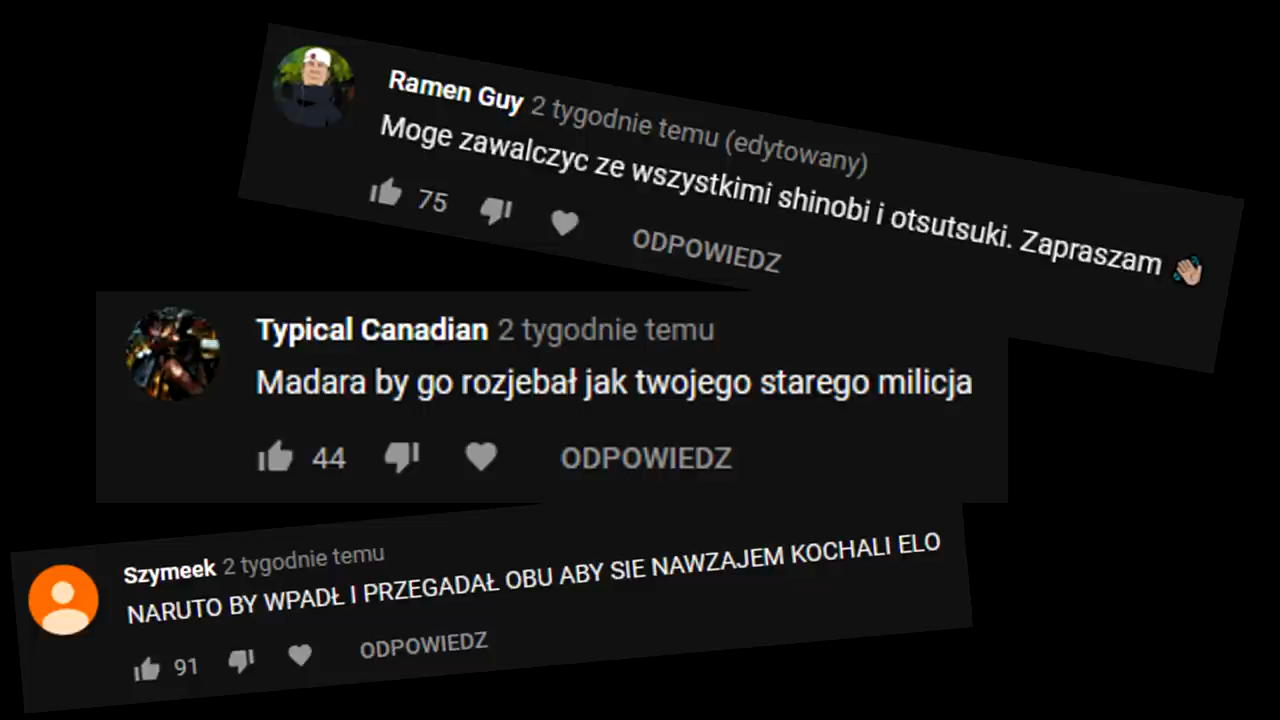 Ramen Guy 2 tygodnie temu (edytowany)
Moge zawalczyc ze wszystkimi shinobi i otsutsuki. Zapraszam 👋🏼
75 ODPOWIEDZ
Typical Canadian 2 tygodnie temu
Madara by go rozjebał jak twojego starego milicja
44 ODPOWIEDZ
Szymeek 2 tygodnie temu
NARUTO BY WPADŁ I PRZEGADAŁ OBU ABY SIE NAWZAJEM KOCHALI ELO
91 ODPOWIEDZ